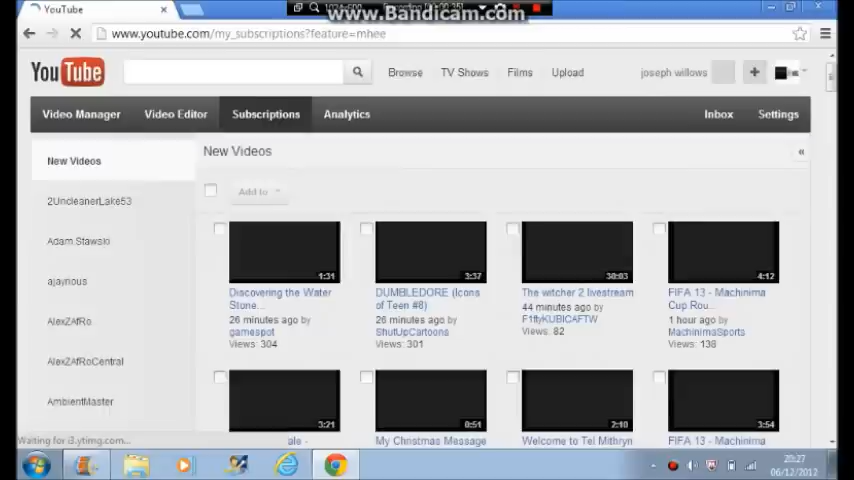 YouTube
www.Bandicam.com
www.youtube.com/my_subscriptions?feature=mhee
YouTube
Browse
TV Shows
Films
Upload
joseph willows
Video Manager
Video Editor
Subscriptions
Analytics
Inbox
Settings
New Videos
2UncleanerLake53
Adam Stawski
ajayrious
AlexZAfRo
AlexZAfRoCentral
AmbientMaster
New Videos
«
Add to
1:31
3:37
30:03
4:12
Discovering the Water
Stone...
26 minutes ago by
gamespot
Views: 304
DUMBLEDORE (Icons
of Teen #8)
26 minutes ago by
ShutUpCartoons
Views: 301
The witcher 2 livestream
44 minutes ago by
Views: 82
FIFA 13 - Machinima
Cup Rou...
1 hour ago by
MachinimaSports
Views: 138
3:21
0:51
2:10
3:54
ale -
My Christmas Message
Welcome to Tel Mithryn
FIFA 13 - Machinima
Waiting for i3.ytimg.com...
20:27
06/12/2012